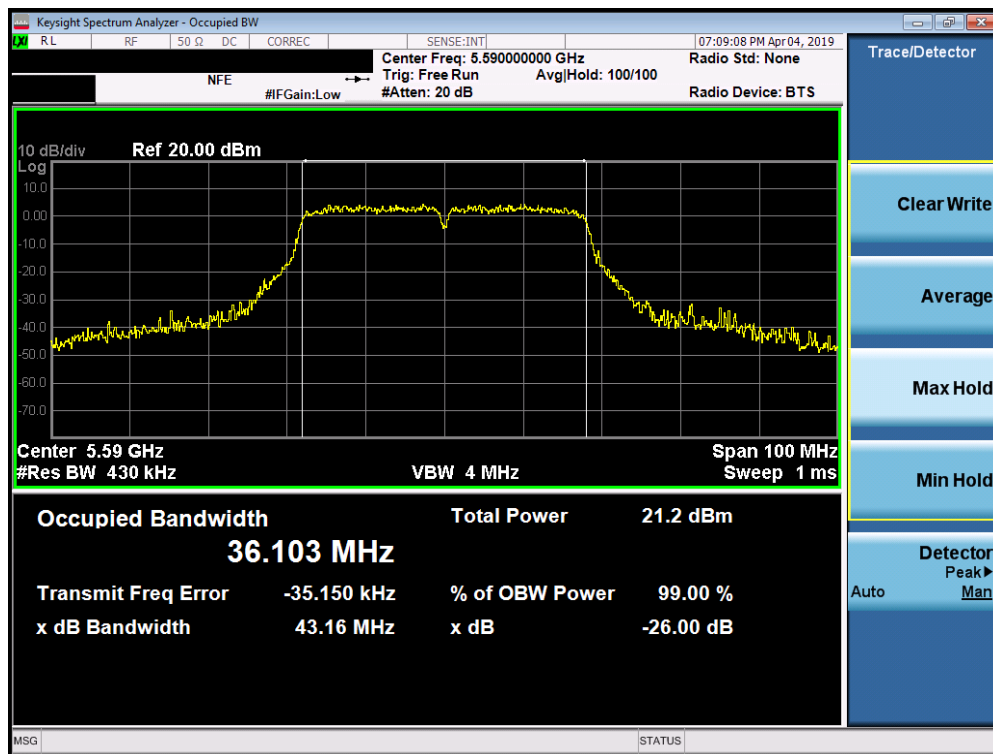 Keysight Spectrum Analyzer - Occupied BW
LXI RL RF 50 Ω DC CORREC SENSE:INT 07:09:08 PM Apr 04, 2019
Center Freq: 5.590000000 GHz Radio Std: None
NFE Trig: Free Run Avg|Hold: 100/100
#IFGain:Low #Atten: 20 dB Radio Device: BTS
10 dB/div Ref 20.00 dBm
Log
10.0
0.00
-10.0
-20.0
-30.0
-40.0
-50.0
-60.0
-70.0
Center 5.59 GHz Span 100 MHz
#Res BW 430 kHz VBW 4 MHz Sweep 1 ms
Occupied Bandwidth Total Power 21.2 dBm
36.103 MHz
Transmit Freq Error -35.150 kHz % of OBW Power 99.00 %
x dB Bandwidth 43.16 MHz x dB -26.00 dB
Trace/Detector
Clear Write
Average
Max Hold
Min Hold
Detector
Peak▶
Auto Man
MSG STATUS